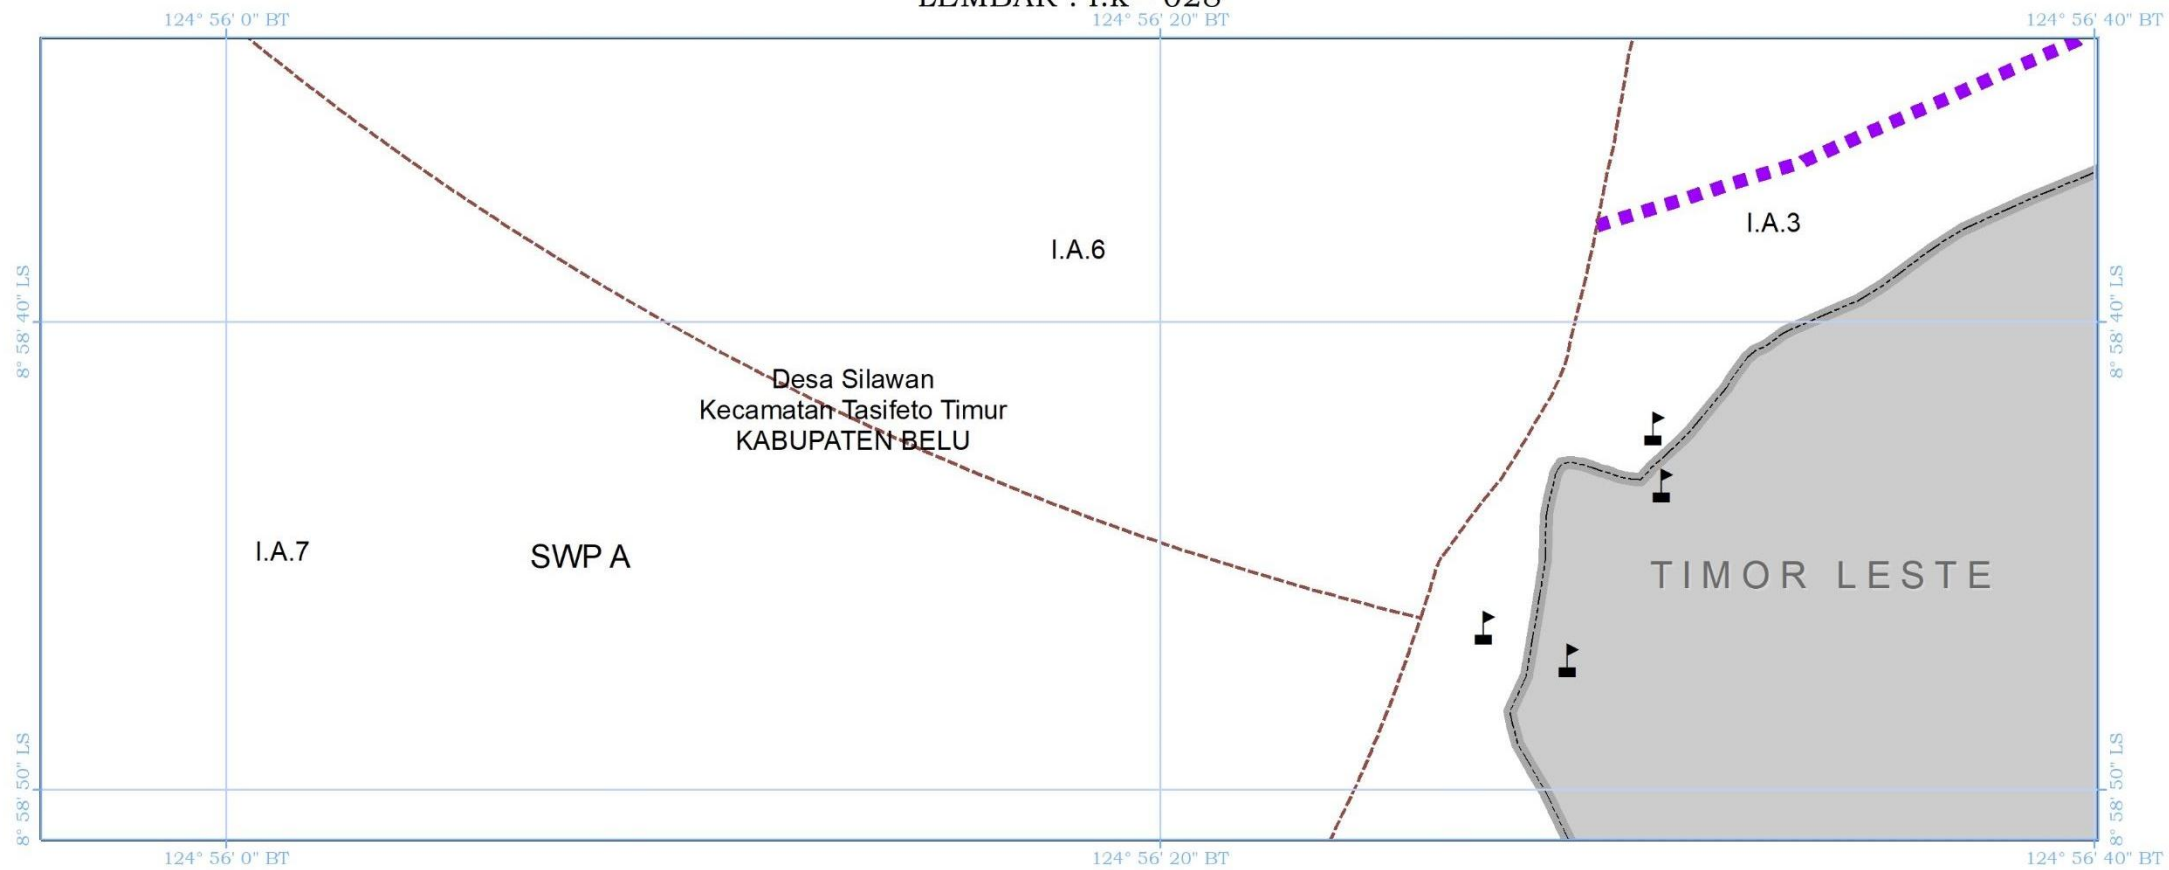 124° 56' 0" BT
124° 56' 20" BT
124° 56' 40" BT
I.A.3
I.A.6
8° 58' 40" LS
8° 58' 40" LS
Desa Silawan
Kecamatan Tasifeto Timur
KABUPATEN BELU
I.A.7
SWP A
TIMOR LESTE
8° 58' 50" LS
8° 58' 50" LS
124° 56' 0" BT
124° 56' 20" BT
124° 56' 40" BT